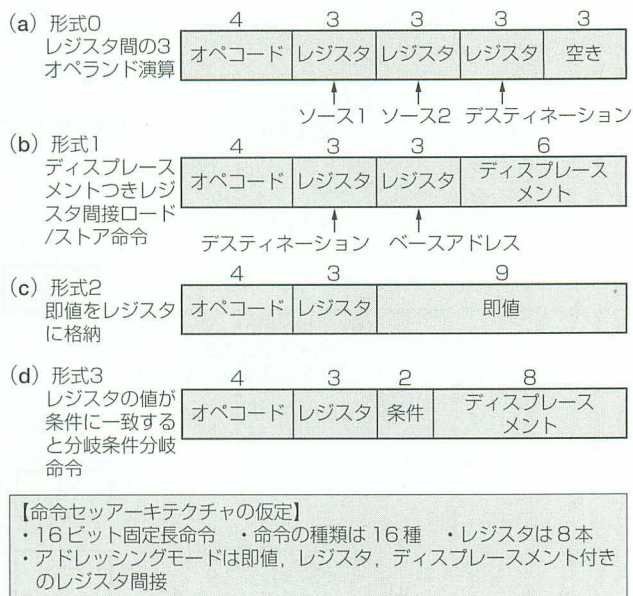 (a) 形式0
レジスタ間の3
オペランド演算
4 3 3 3 3
オペコード レジスタ レジスタ レジスタ 空き
ソース1 ソース2 デスティネーション
(b) 形式1
ディスプレース
メントつきレジ
スタ間接ロード
/ストア命令
4 3 3 6
オペコード レジスタ レジスタ ディスプレース
メント
デスティネーション ベースアドレス
(c) 形式2
即値をレジスタ
に格納
4 3 9
オペコード レジスタ 即値
(d) 形式3
レジスタの値が
条件に一致する
と分岐条件分岐
命令
4 3 2 8
オペコード レジスタ 条件 ディスプレース
メント
【命令セッアーキテクチャの仮定】
・16ビット固定長命令 ・命令の種類は16種 ・レジスタは8本
・アドレッシングモードは即値，レジスタ，ディスプレースメント付き
のレジスタ間接